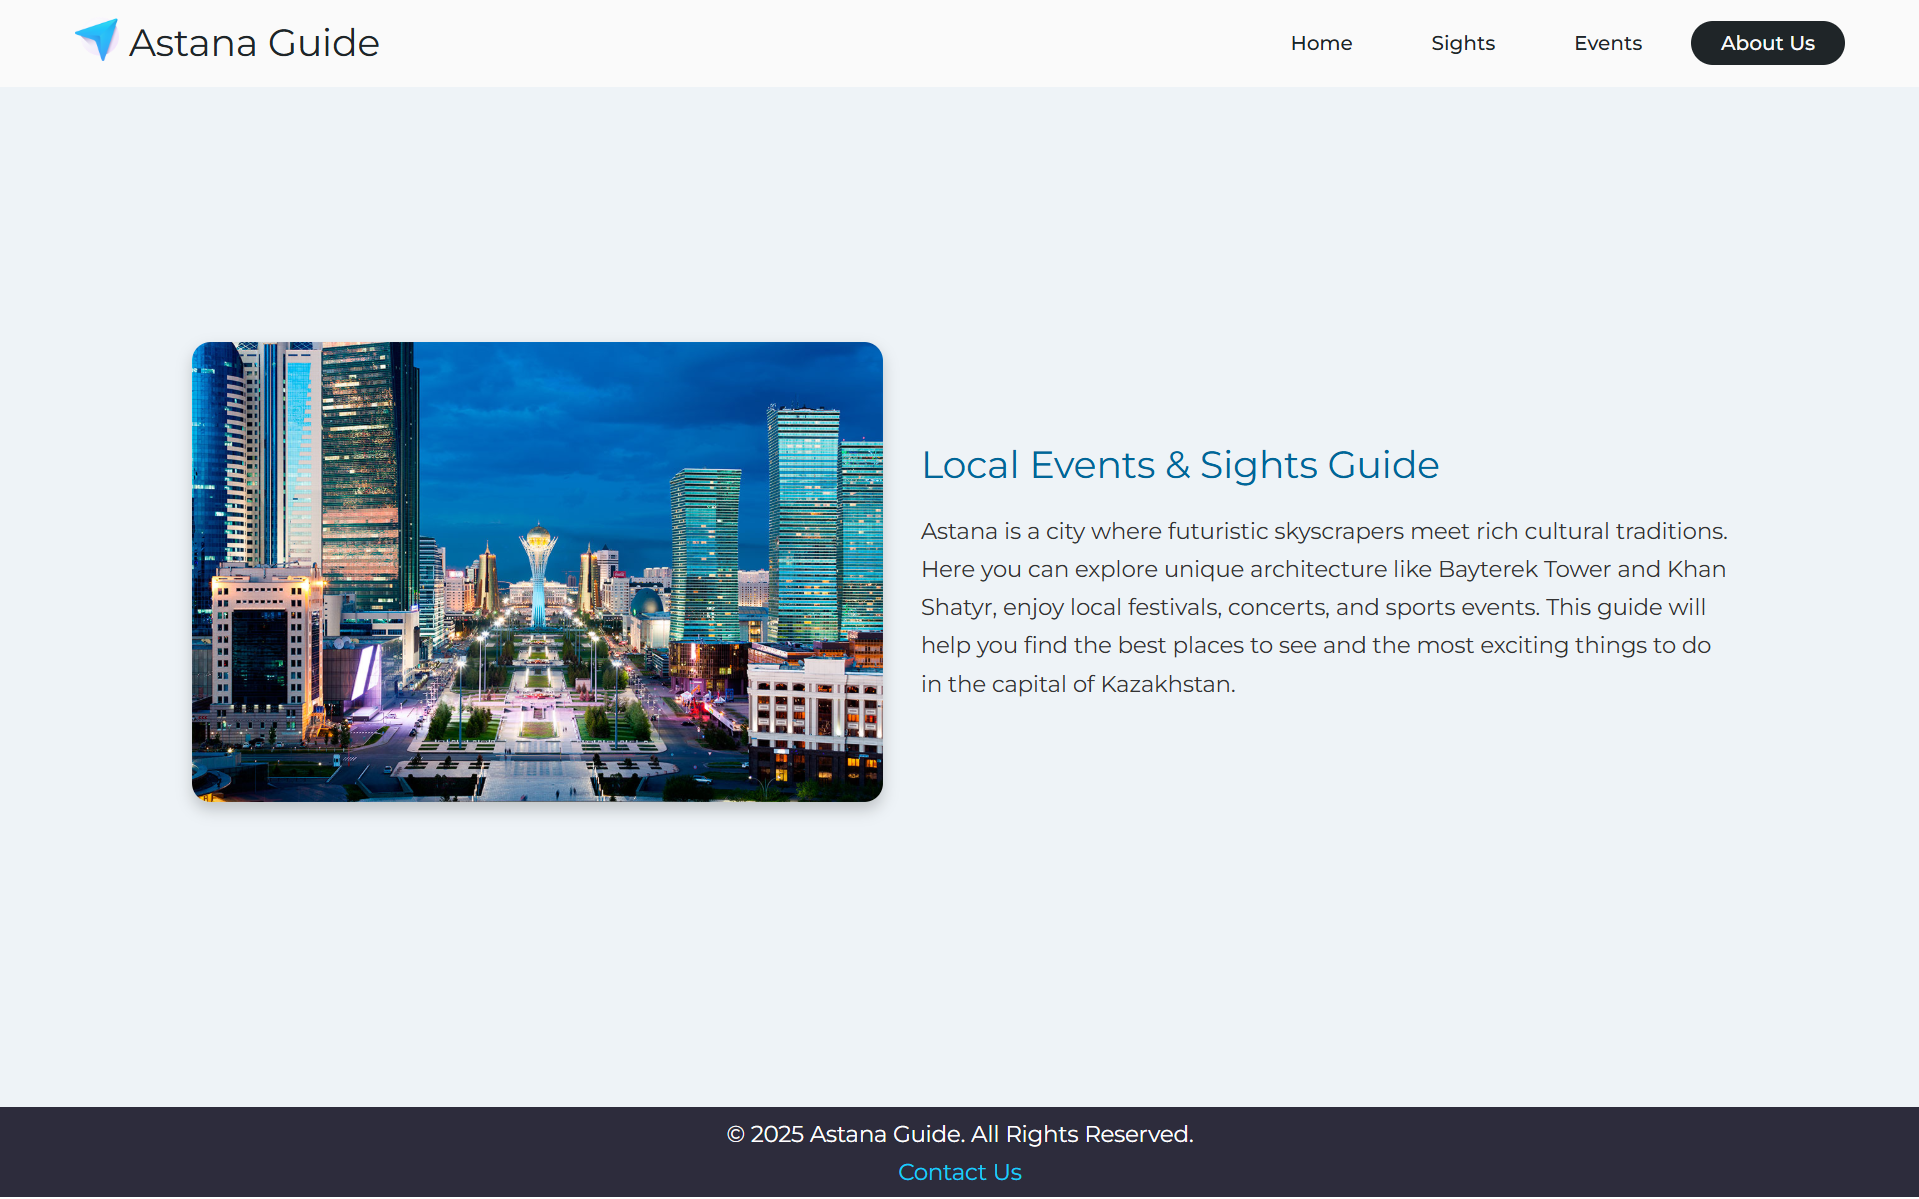 Astana Guide
Home
Sights
Events
About Us
Local Events & Sights Guide
Astana is a city where futuristic skyscrapers meet rich cultural traditions.
Here you can explore unique architecture like Bayterek Tower and Khan
Shatyr, enjoy local festivals, concerts, and sports events. This guide will
help you find the best places to see and the most exciting things to do
in the capital of Kazakhstan.
© 2025 Astana Guide. All Rights Reserved.
Contact Us